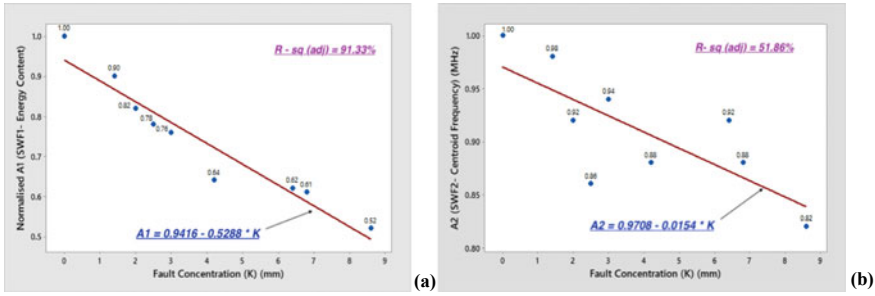 1.00
R - sq (adj) = 91.33%
0.90
0.82
0.78
0.76
0.64
0.62
0.61
0.52
A1 = 0.9416 - 0.5288 * K
1.0
0.9
0.8
0.7
0.6
0.5
Normalised A1 (SWF1- Energy Content)
0 1 2 3 4 5 6 7 8 9
Fault Concentration (K) (mm)
(a)
1.00
R- sq (adj) = 51.86%
0.98
0.92
0.94
0.86
0.88
0.92
0.88
0.82
A2 = 0.9708 - 0.0154 * K
1.00
0.95
0.90
0.85
0.80
A2 (SWF2- Centroid Frequency) (MHz)
0 1 2 3 4 5 6 7 8 9
Fault Concentration (K) (mm)
(b)